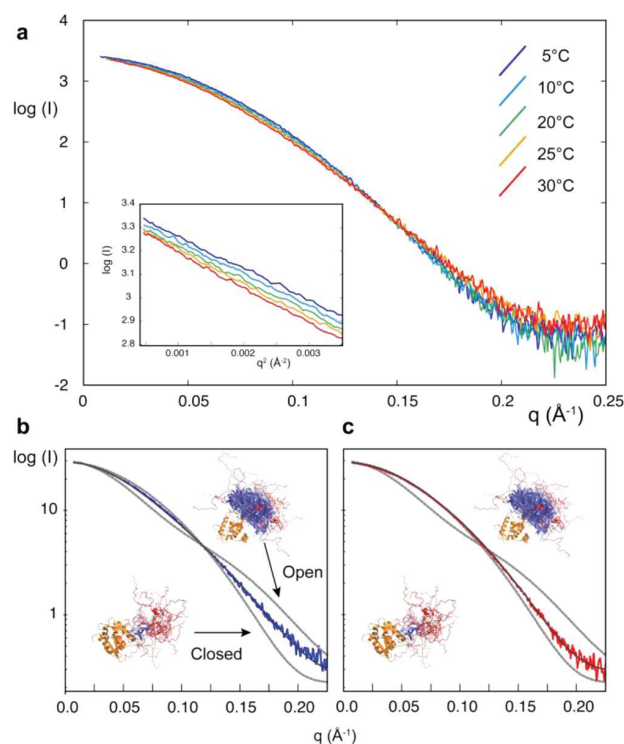 a
4
3
log (I)
2
1
0
-1
-2
5°C
10°C
20°C
25°C
30°C
3.4
3.3
3.2
log (I)
3.1
3
2.9
2.8
0.001 0.002 0.003
q² (Å⁻²)
0 0.05 0.1 0.15 0.2 0.25
q (Å⁻¹)
b
c
log (I)
10
1
Open
Closed
0.0 0.05 0.10 0.15 0.20
0.0 0.05 0.10 0.15 0.20
q (Å⁻¹)